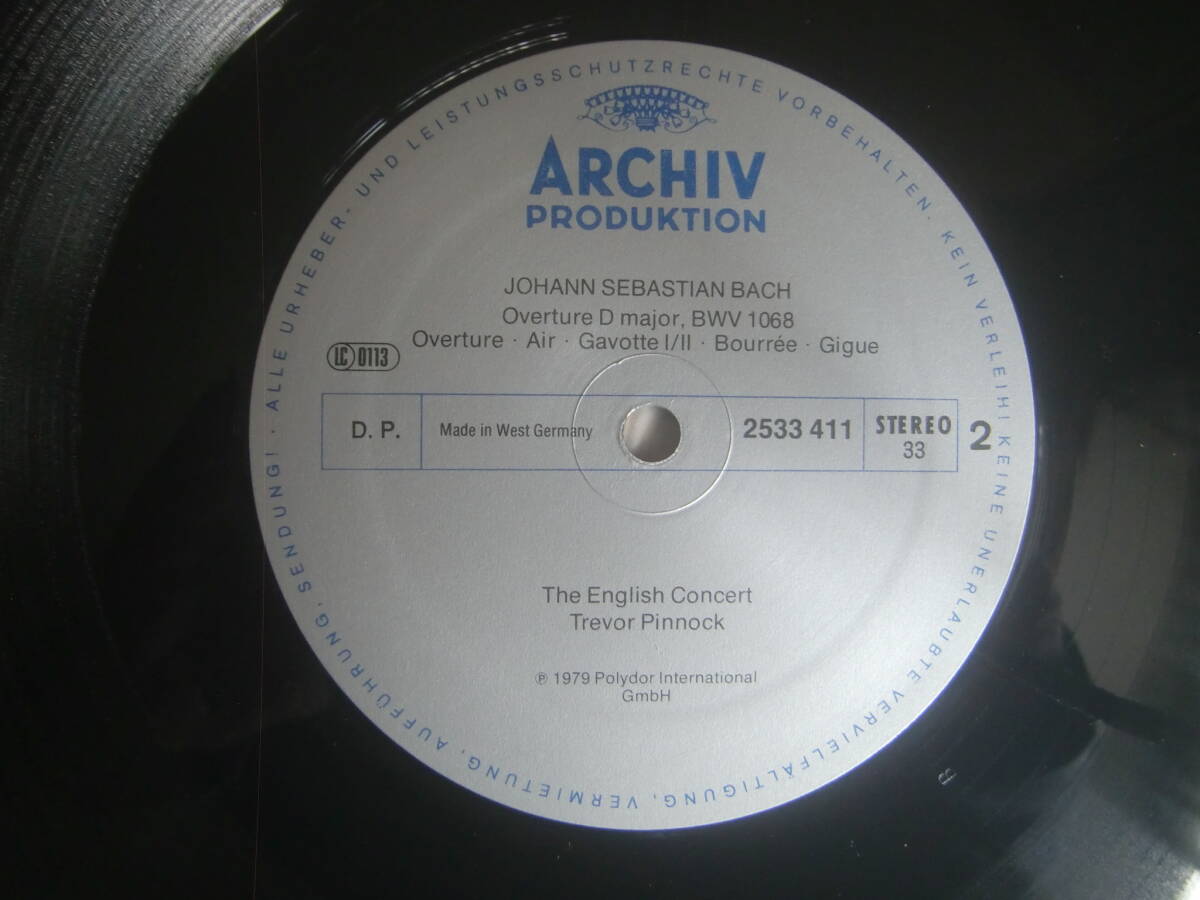 ALLE URHEBER- UND LEISTUNGSSCHUTZRECHTE VORBEHALTEN. KEIN VERLEIH! KEINE UNERLAUBTE VERVIELFÄLTIGUNG, VERMIETUNG, AUFFÜHRUNG, SENDUNG! ·
ARCHIV
PRODUKTION
JOHANN SEBASTIAN BACH
Overture D major, BWV 1068
Overture · Air · Gavotte I/II · Bourrée · Gigue
LC 0113
D. P.
Made in West Germany
2533 411
STEREO
33
2
The English Concert
Trevor Pinnock
℗ 1979 Polydor International
GmbH